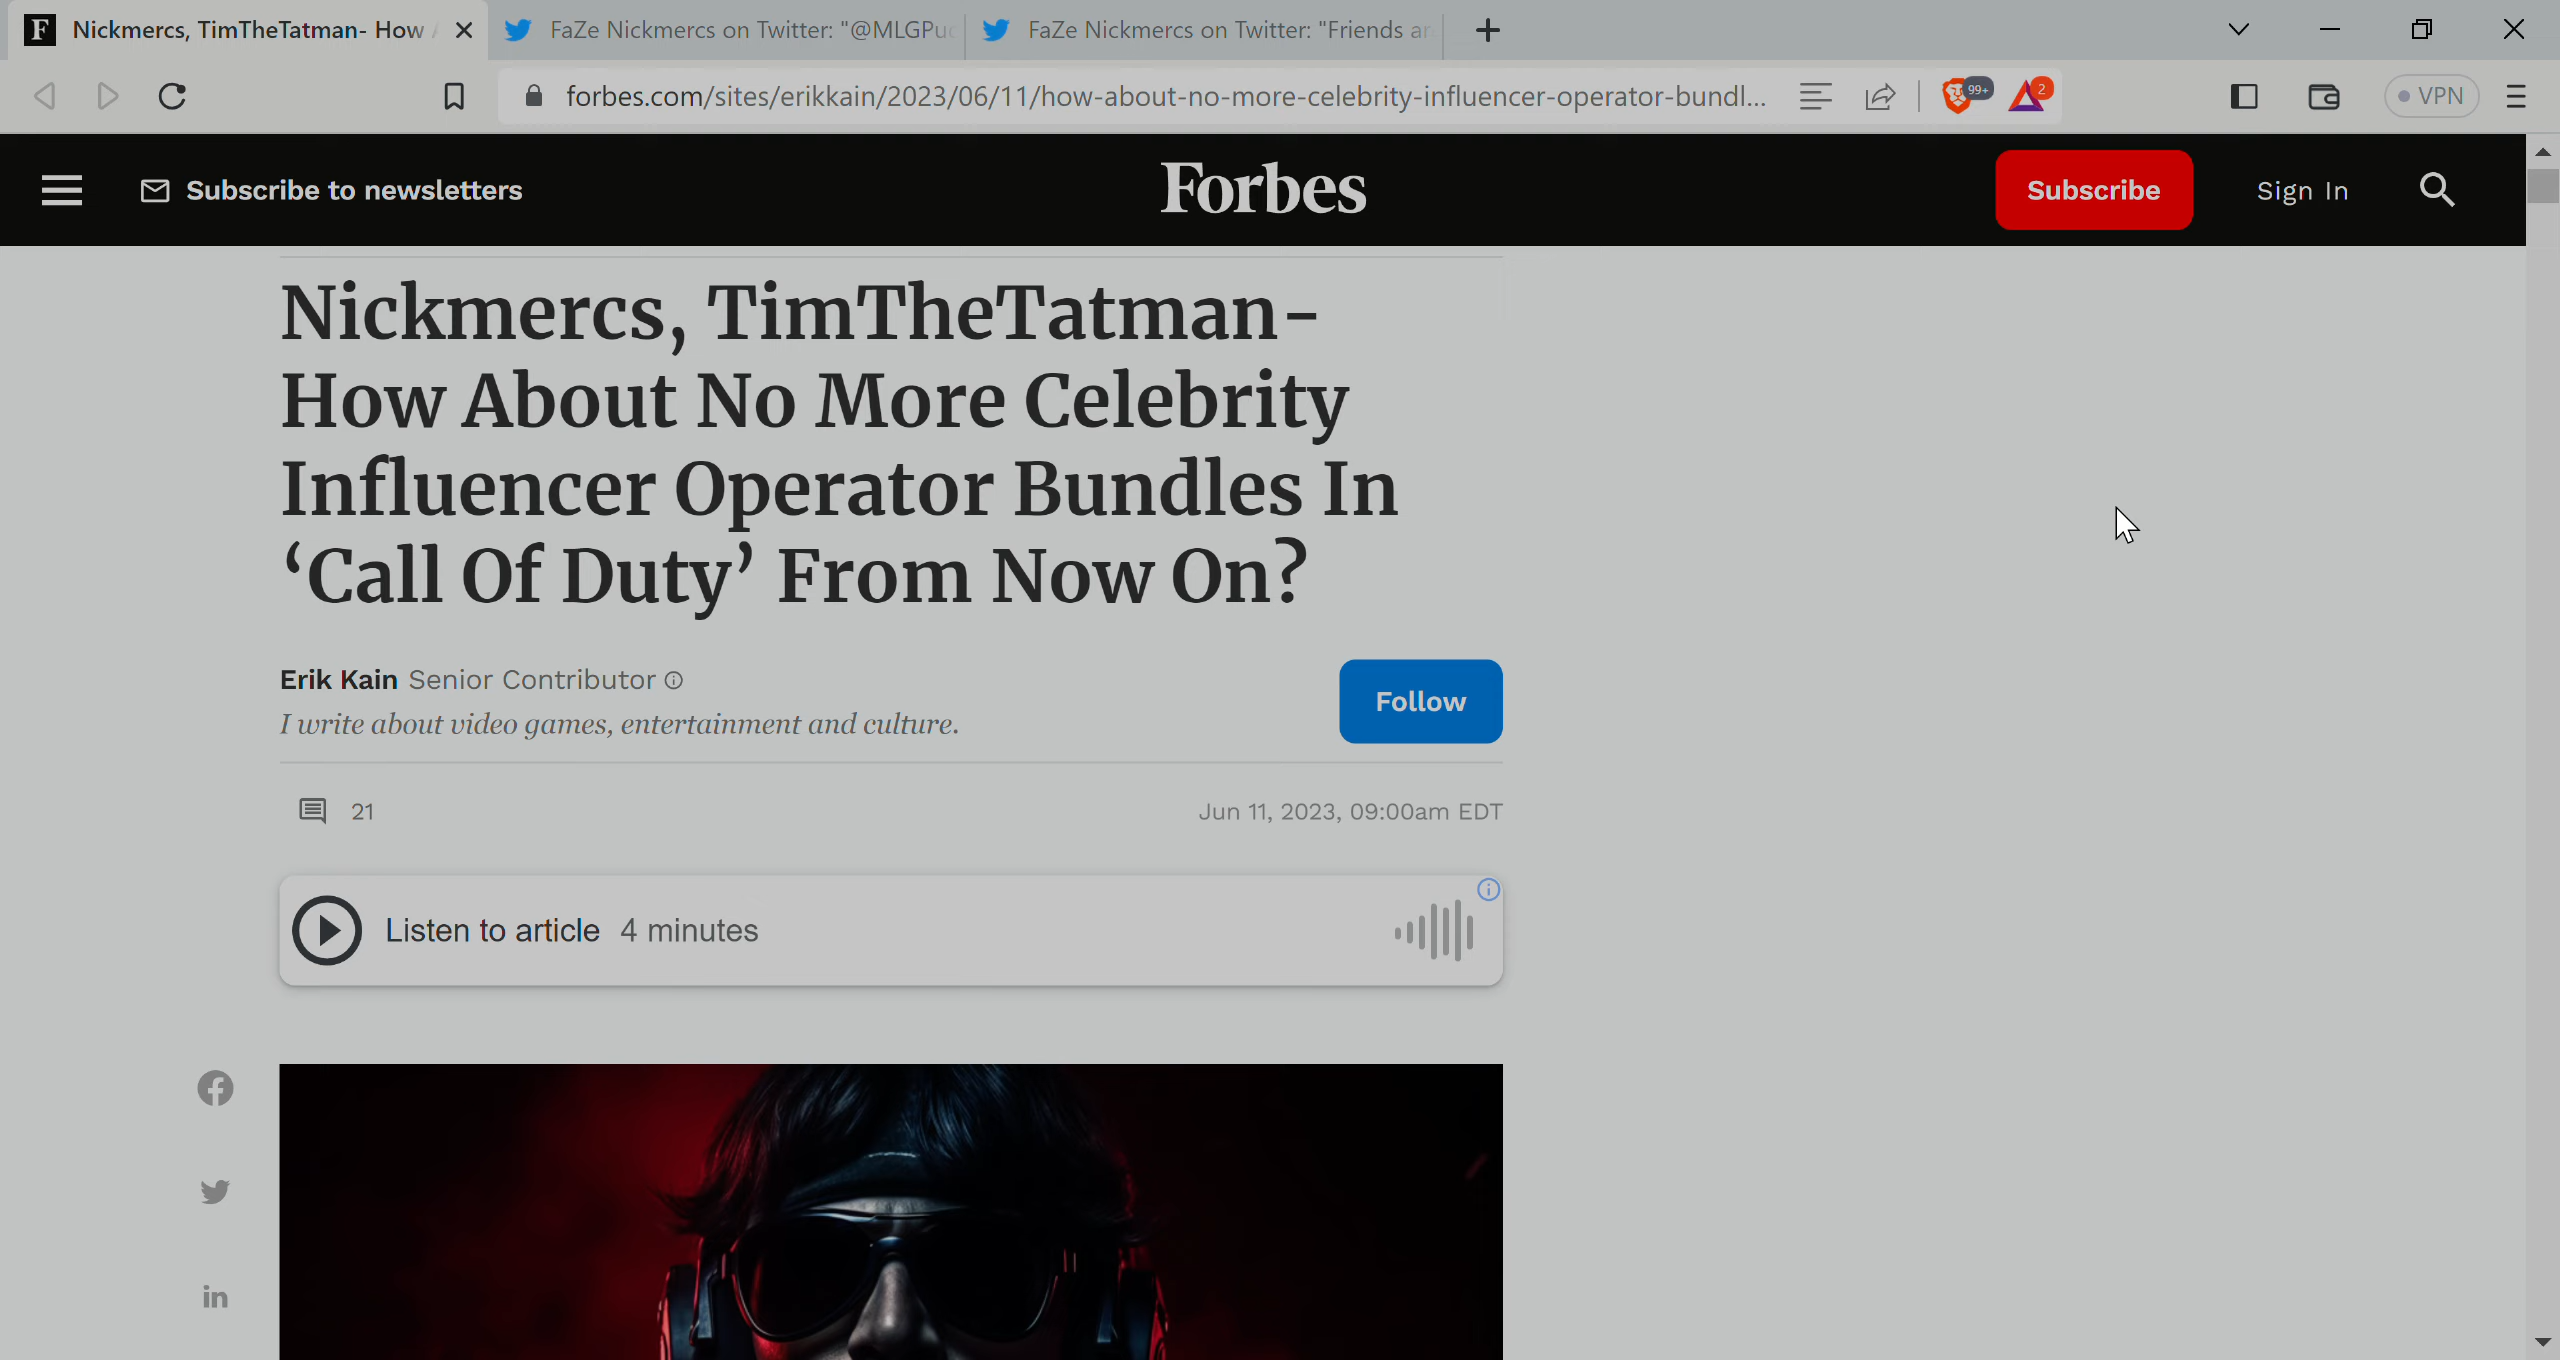 F Nickmercs, TimTheTatman- How
FaZe Nickmercs on Twitter: "@MLGPu
FaZe Nickmercs on Twitter: "Friends ar
forbes.com/sites/erikkain/2023/06/11/how-about-no-more-celebrity-influencer-operator-bundl...
99+
2
VPN
Subscribe to newsletters
Forbes
Subscribe
Sign In
Nickmercs, TimTheTatman-
How About No More Celebrity
Influencer Operator Bundles In
‘Call Of Duty’ From Now On?
Erik Kain Senior Contributor
I write about video games, entertainment and culture.
Follow
21
Jun 11, 2023, 09:00am EDT
Listen to article 4 minutes
in